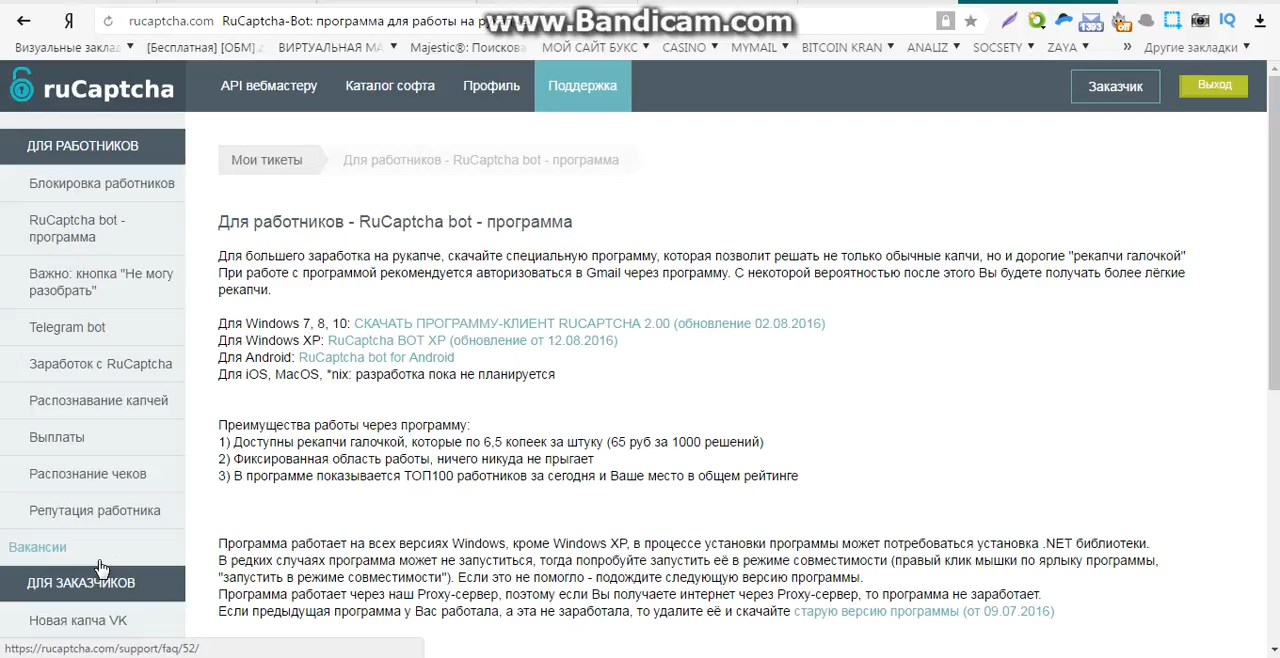 Я rucaptcha.com RuCaptcha-Bot: программа для работы на
www.Bandicam.com
1393
off
IQ
Визуальные заклад
[Бесплатная] [ОБМ]
ВИРТУАЛЬНАЯ МА
Majestic®: Поискова
МОЙ САЙТ БУКС
CASINO
MYMAIL
BITCOIN KRAN
ANALIZ
SOCSETY
ZAYA
»
Другие закладки
ruCaptcha
API вебмастеру
Каталог софта
Профиль
Поддержка
Заказчик
Выход
ДЛЯ РАБОТНИКОВ
Блокировка работников
RuCaptcha bot -
программа
Важно: кнопка "Не могу
разобрать"
Telegram bot
Заработок с RuCaptcha
Распознавание капчей
Выплаты
Распознание чеков
Репутация работника
Вакансии
ДЛЯ ЗАКАЗЧИКОВ
Новая капча VK
Мои тикеты
Для работников - RuCaptcha bot - программа
Для работников - RuCaptcha bot - программа
Для большего заработка на рукапче, скачайте специальную программу, которая позволит решать не только обычные капчи, но и дорогие "рекапчи галочкой"
При работе с программой рекомендуется авторизоваться в Gmail через программу. С некоторой вероятностью после этого Вы будете получать более лёгкие
рекапчи.
Для Windows 7, 8, 10: СКАЧАТЬ ПРОГРАММУ-КЛИЕНТ RUCAPTCHA 2.00 (обновление 02.08.2016)
Для Windows XP: RuCaptcha BOT XP (обновление от 12.08.2016)
Для Android: RuCaptcha bot for Android
Для iOS, MacOS, *nix: разработка пока не планируется
Преимущества работы через программу:
1) Доступны рекапчи галочкой, которые по 6,5 копеек за штуку (65 руб за 1000 решений)
2) Фиксированная область работы, ничего никуда не прыгает
3) В программе показывается ТОП100 работников за сегодня и Ваше место в общем рейтинге
Программа работает на всех версиях Windows, кроме Windows XP, в процессе установки программы может потребоваться установка .NET библиотеки.
В редких случаях программа может не запуститься, тогда попробуйте запустить её в режиме совместимости (правый клик мышки по ярлыку программы,
"запустить в режиме совместимости"). Если это не помогло - подождите следующую версию программы.
Программа работает через наш Proxy-сервер, поэтому если Вы получаете интернет через Proxy-сервер, то программа не заработает.
Если предыдущая программа у Вас работала, а эта не заработала, то удалите её и скачайте старую версию программы (от 09.07.2016)
https://rucaptcha.com/support/faq/52/